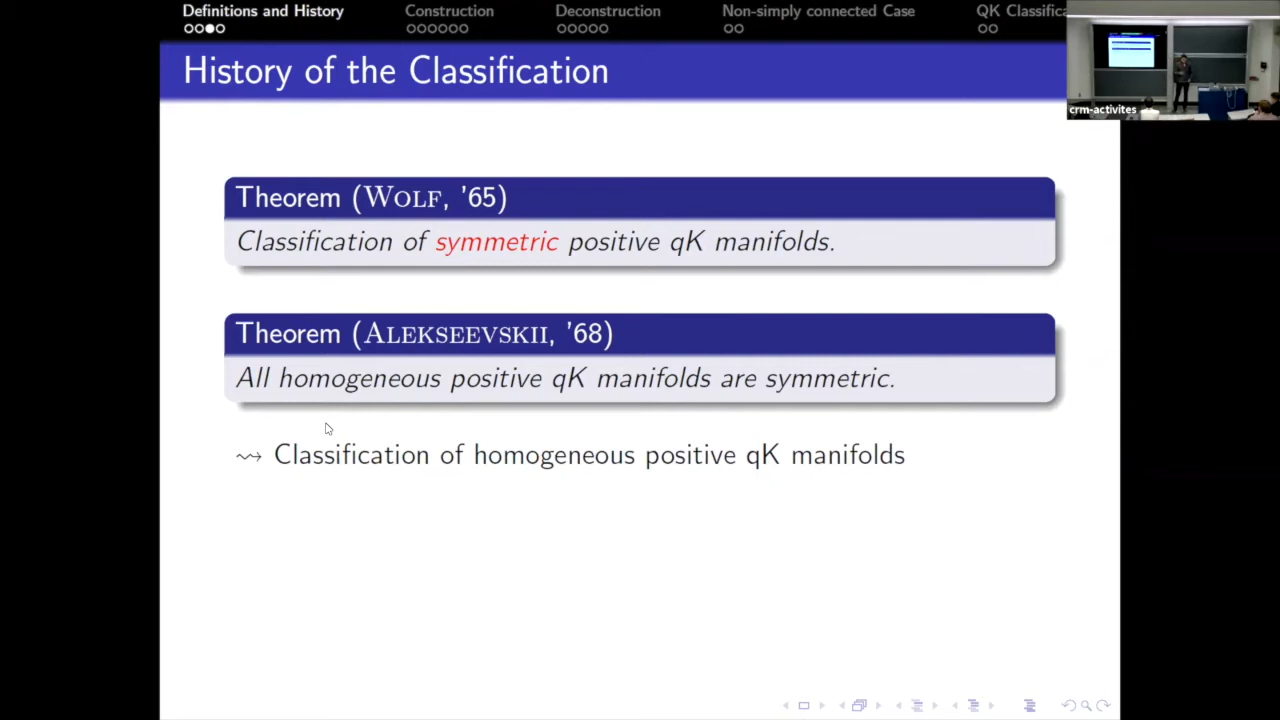 Definitions and History Construction Deconstruction Non-simply connected Case QK Classifica
History of the Classification
crm-activites
Theorem (WOLF, '65)
Classification of symmetric positive qK manifolds.
Theorem (ALEKSEEVSKII, '68)
All homogeneous positive qK manifolds are symmetric.
⇝ Classification of homogeneous positive qK manifolds